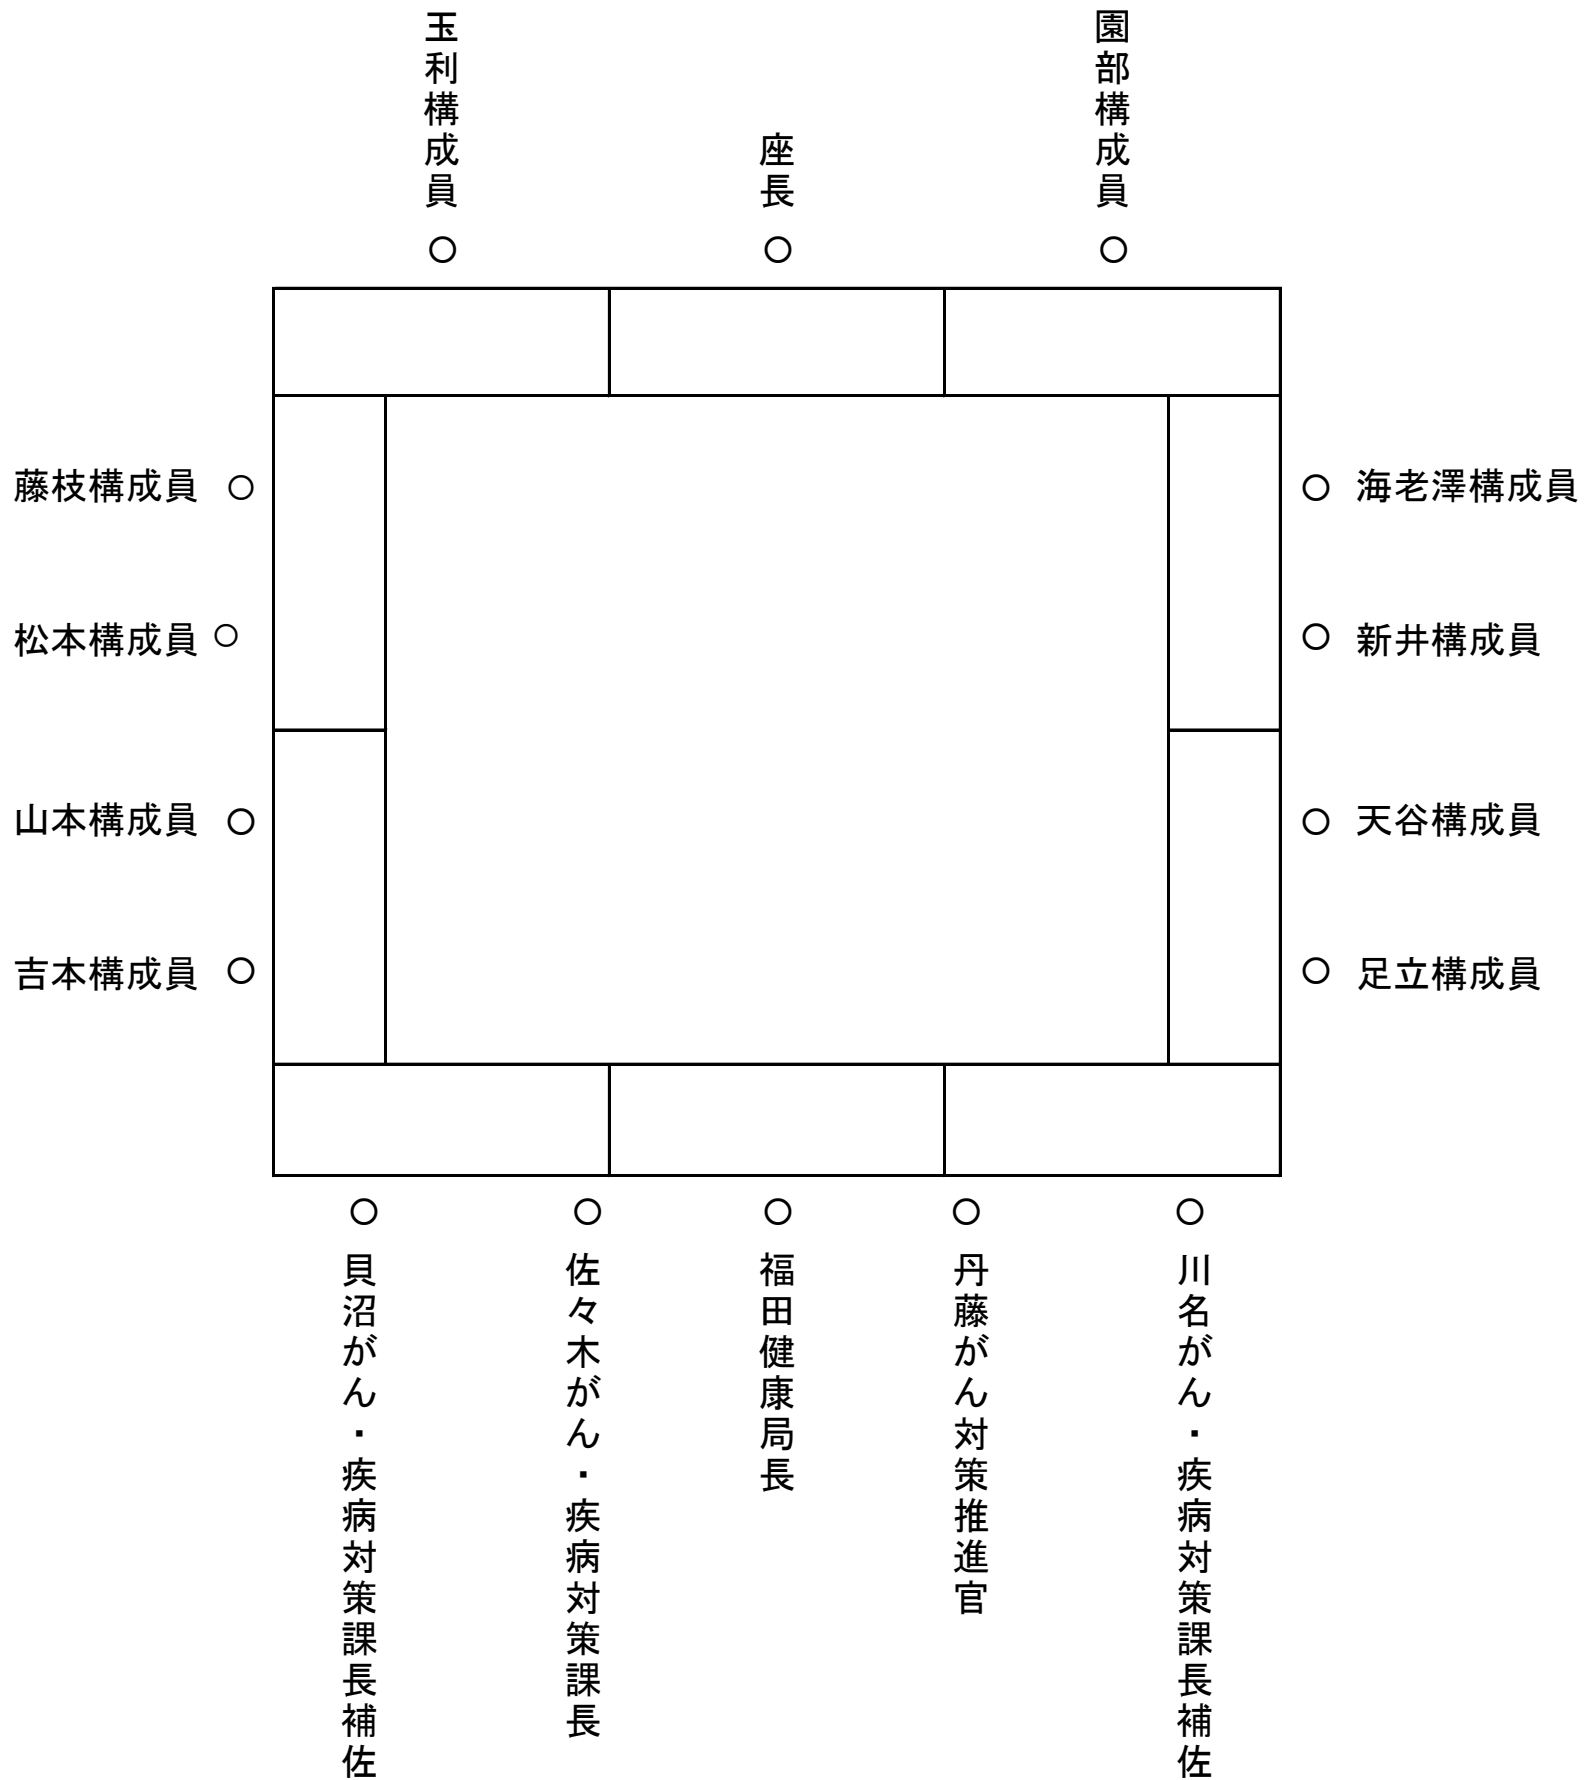 玉利構成員
座長
園部構成員
藤枝構成員
海老澤構成員
松本構成員
新井構成員
山本構成員
天谷構成員
吉本構成員
足立構成員
貝沼がん・疾病対策課長補佐
佐々木がん・疾病対策課長
福田健康局長
丹藤がん対策推進官
川名がん・疾病対策課長補佐